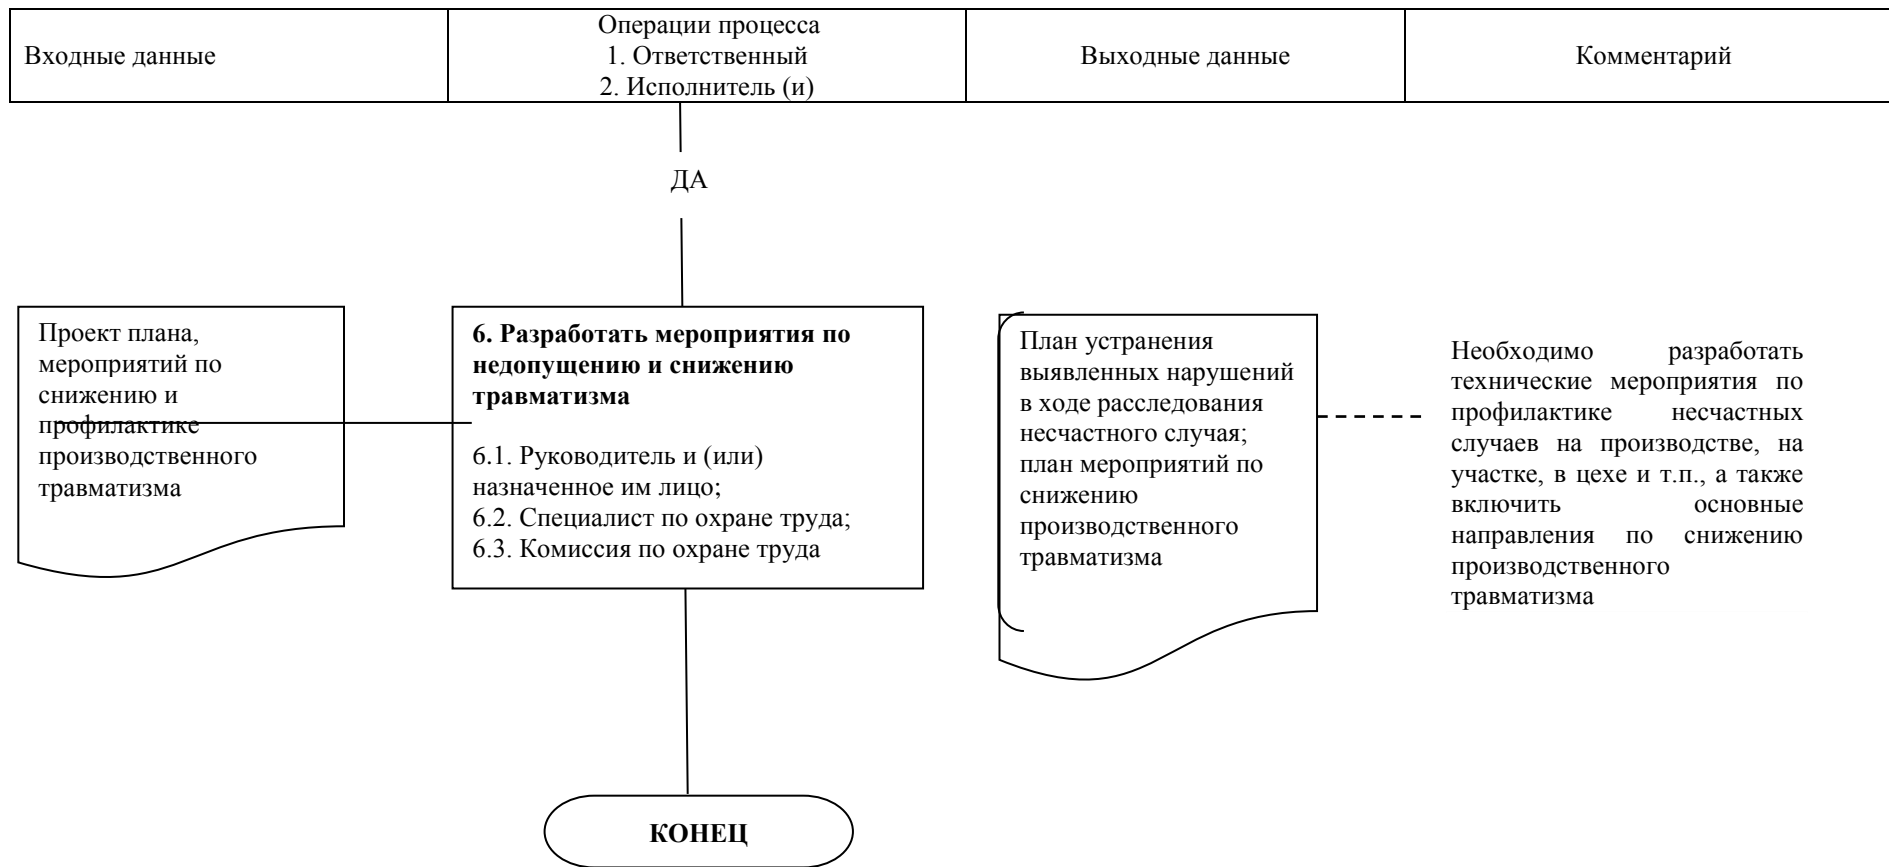 Входные данные
Операции процесса
1. Ответственный
2. Исполнитель (и)
Выходные данные
Комментарий
ДА
Проект плана,
мероприятий по
снижению и
профилактике
производственного
травматизма
6. Разработать мероприятия по
недопущению и снижению
травматизма
6.1. Руководитель и (или)
назначенное им лицо;
6.2. Специалист по охране труда;
6.3. Комиссия по охране труда
План устранения
выявленных нарушений
в ходе расследования
несчастного случая;
план мероприятий по
снижению
производственного
травматизма
Необходимо разработать
технические мероприятия по
профилактике несчастных
случаев на производстве, на
участке, в цехе и т.п., а также
включить основные
направления по снижению
производственного
травматизма
КОНЕЦ